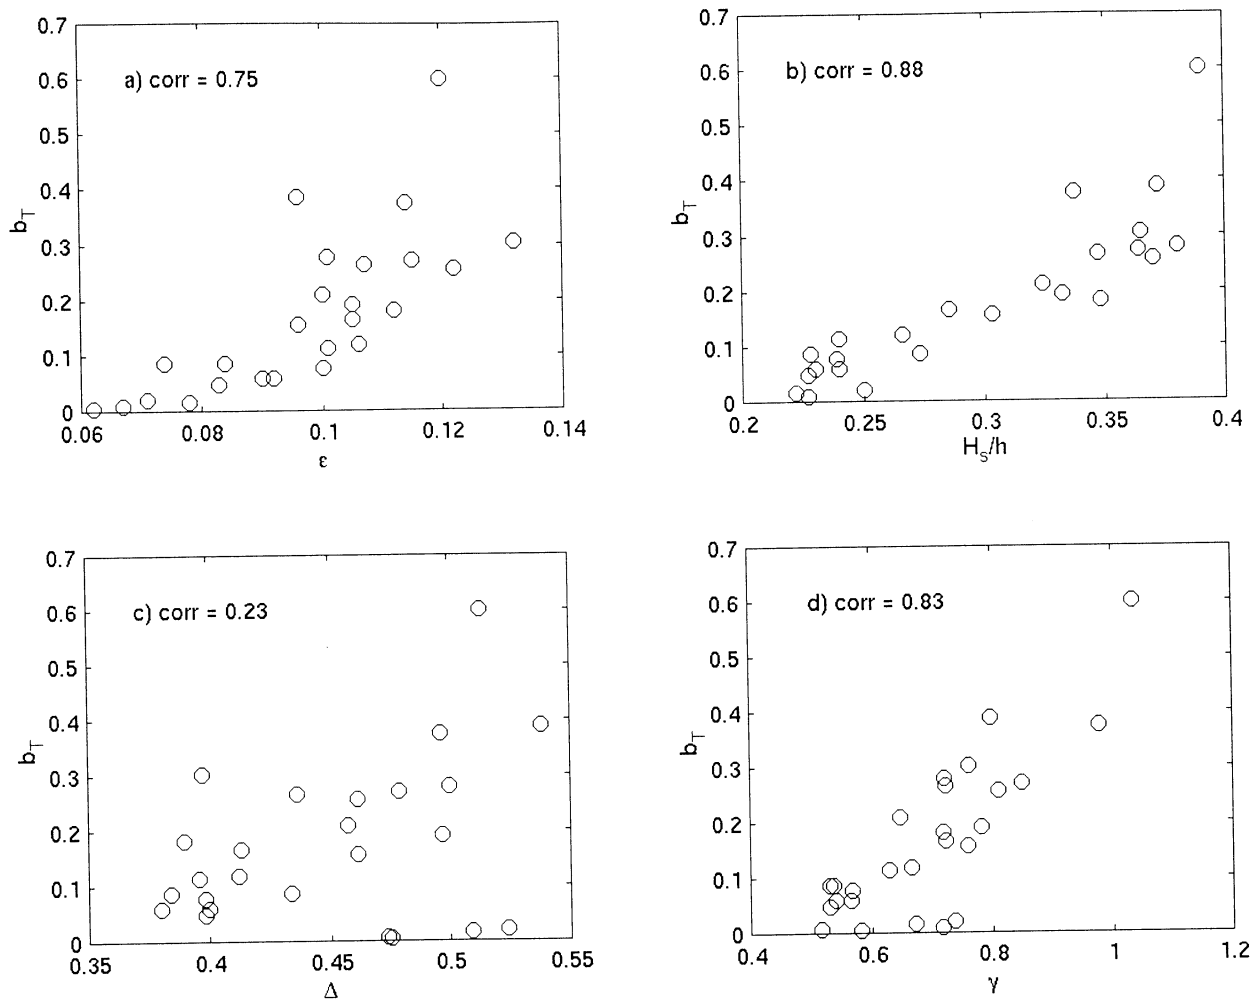 0.7
0.6
0.5
0.4
0.3
0.2
0.1
0
b_T
a) corr = 0.75
0.06 0.08 0.1 0.12 0.14
ε
0.7
0.6
0.5
0.4
0.3
0.2
0.1
0
b_T
b) corr = 0.88
0.2 0.25 0.3 0.35 0.4
H_s/h
0.7
0.6
0.5
0.4
0.3
0.2
0.1
0
b_T
c) corr = 0.23
0.35 0.4 0.45 0.5 0.55
Δ
0.7
0.6
0.5
0.4
0.3
0.2
0.1
0
b_T
d) corr = 0.83
0.4 0.6 0.8 1 1.2
γ